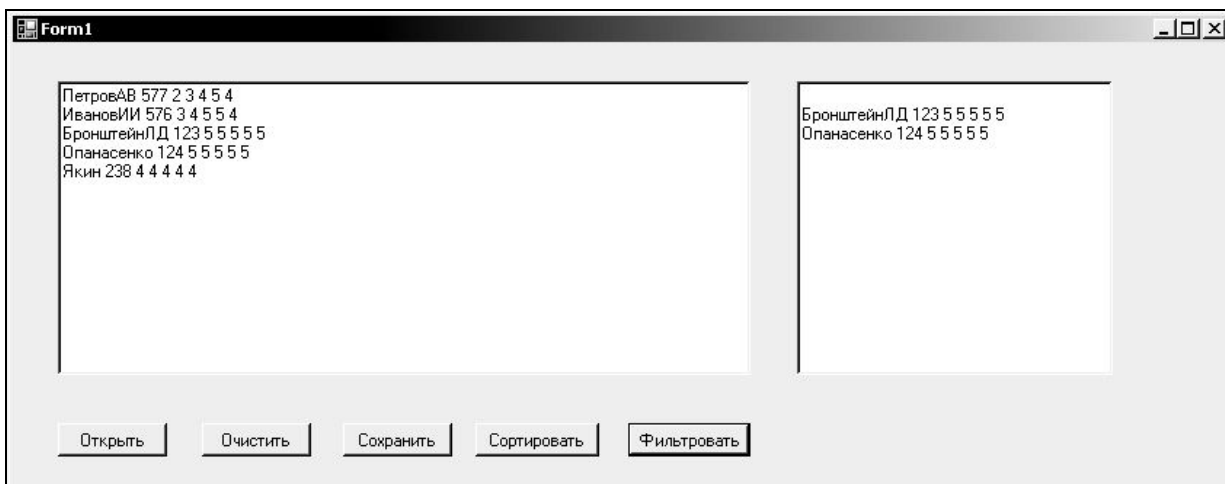 Form1
ПетровАВ 577 2 3 4 5 4
ИвановИИ 576 3 4 5 5 4
БронштейнЛД 123 5 5 5 5 5
Опанасенко 124 5 5 5 5 5
Якин 238 4 4 4 4 4
БронштейнЛД 123 5 5 5 5 5
Опанасенко 124 5 5 5 5 5
Открыть
Очистить
Сохранить
Сортировать
Фильтровать